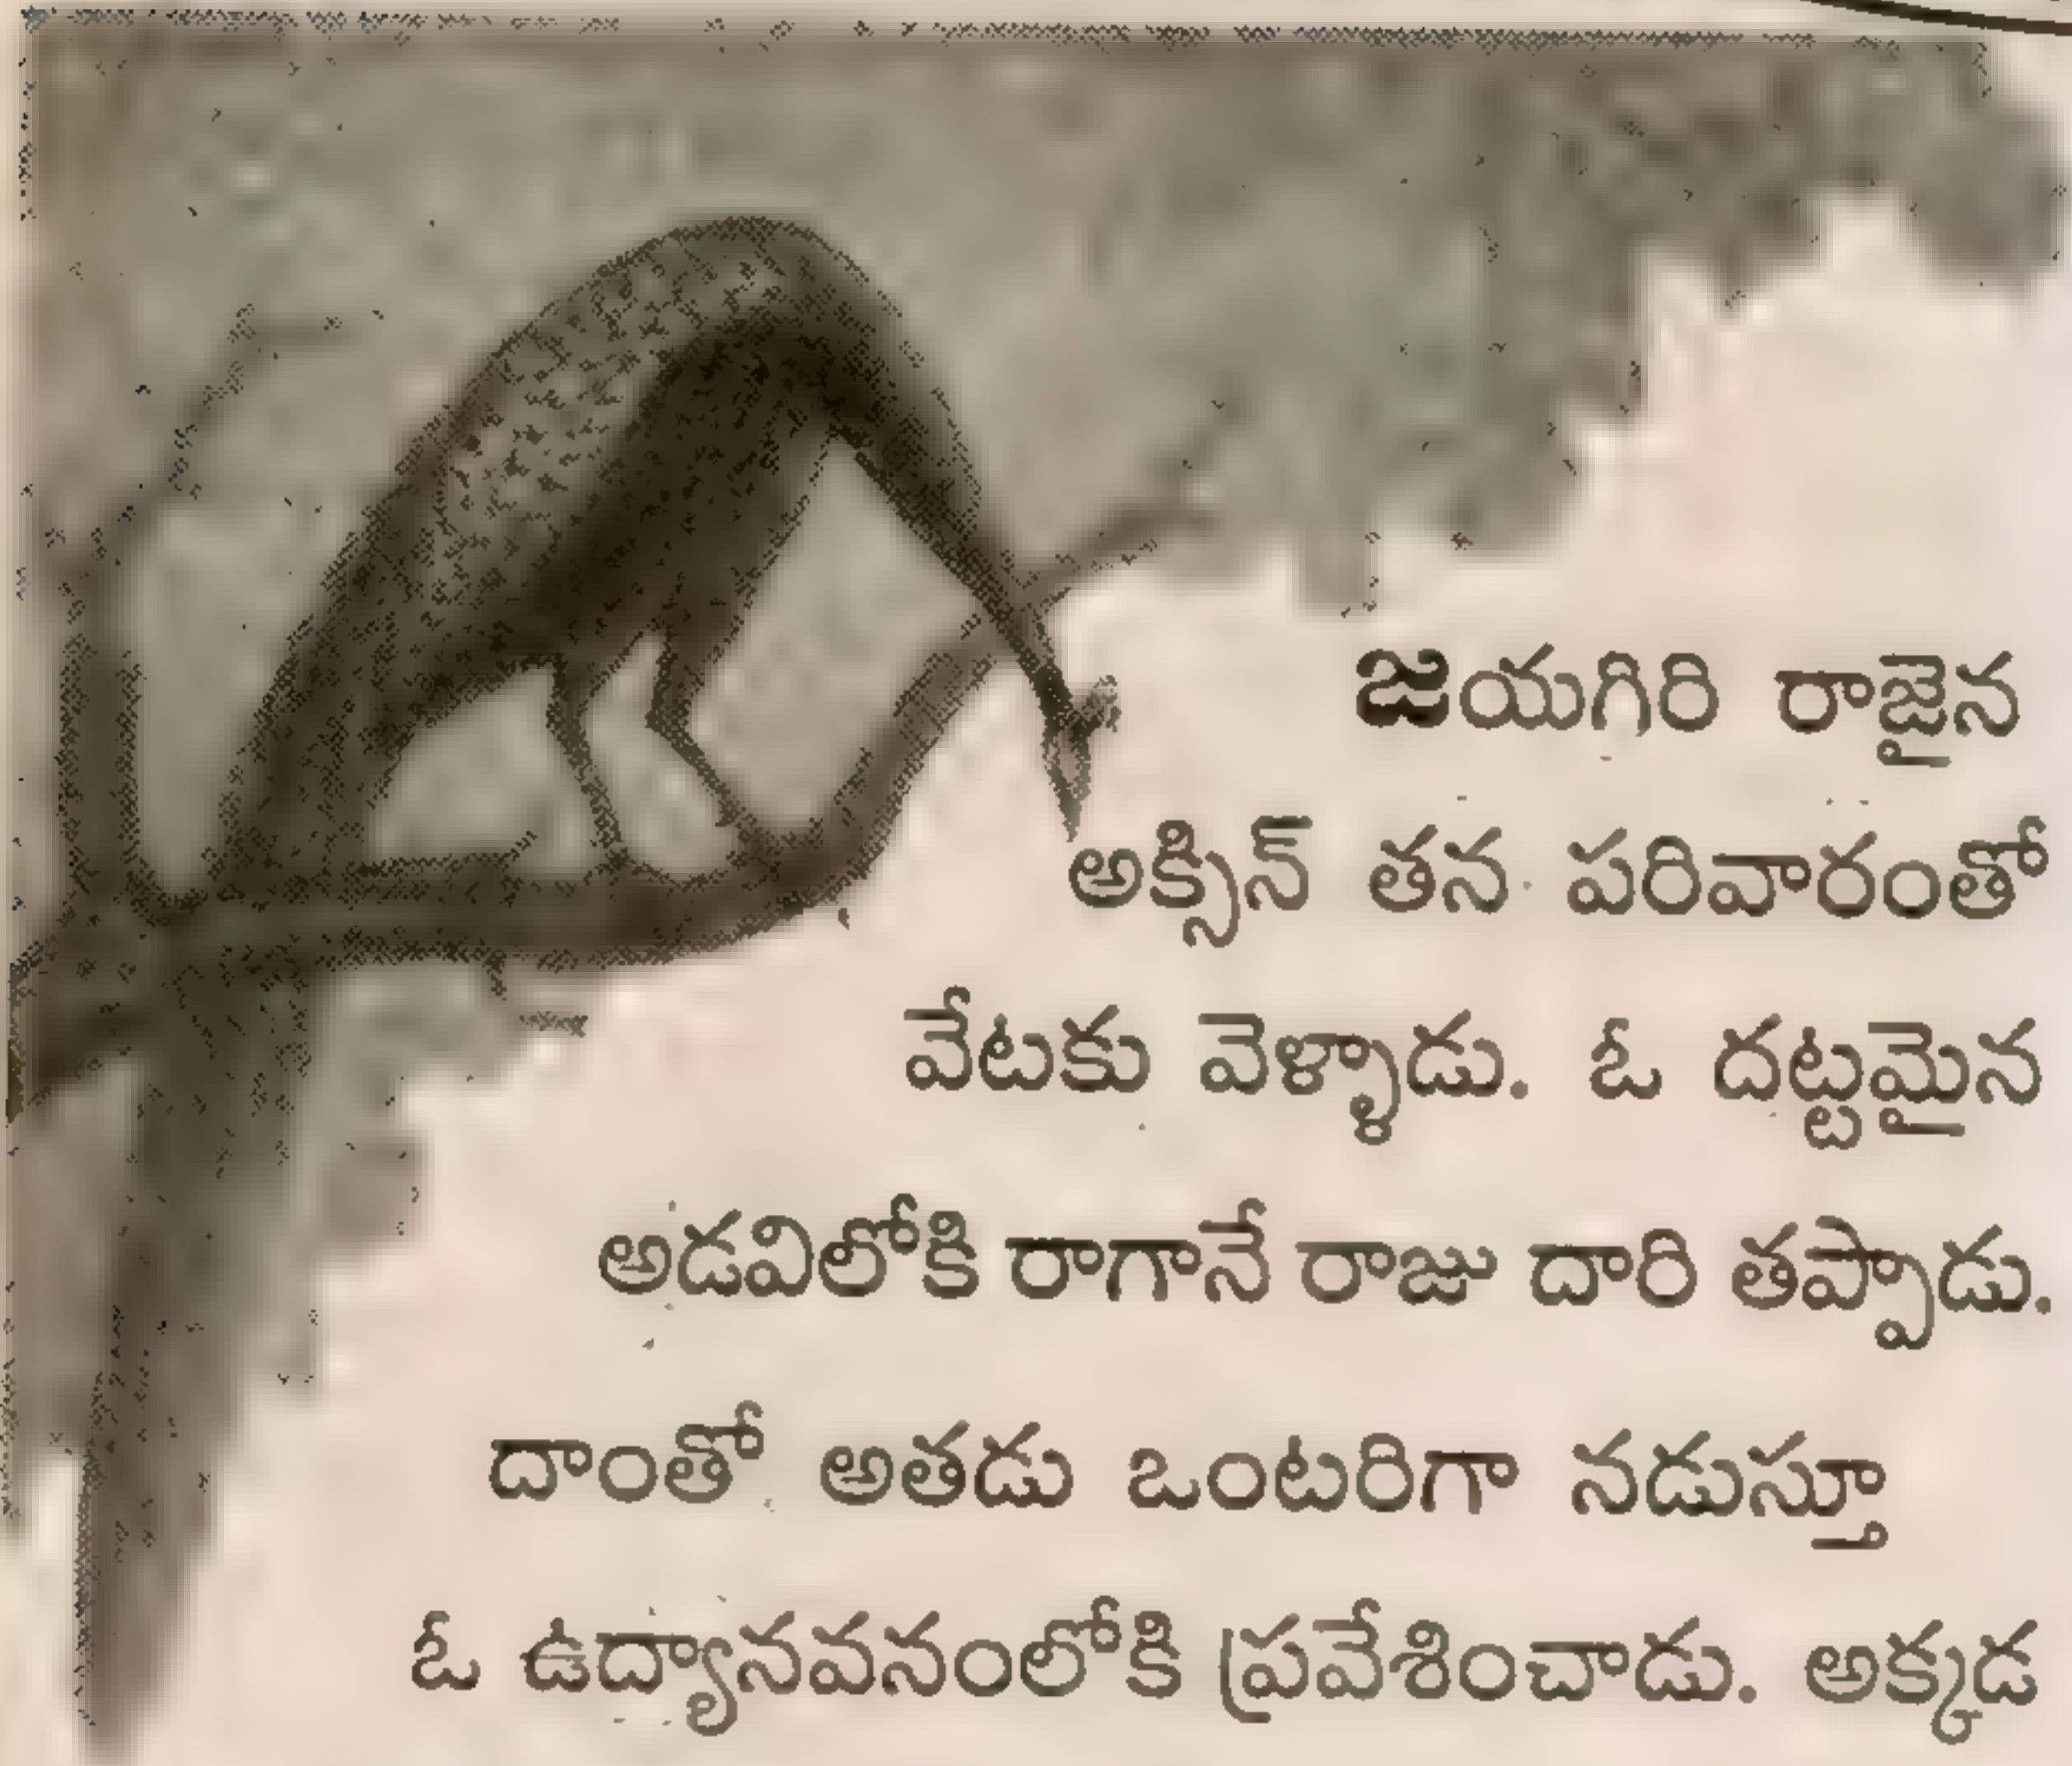 జయగిరి రాజైన
అక్సిన్ తన పరివారంతో
వేటకు వెళ్ళాడు. ఓ దట్టమైన
అడవిలోకి రాగానే రాజు దారి తప్పాడు.
దాంతో అతడు ఒంటరిగా నడుస్తూ
ఓ ఉద్యానవనంలోకి ప్రవేశించాడు. అక్కడ